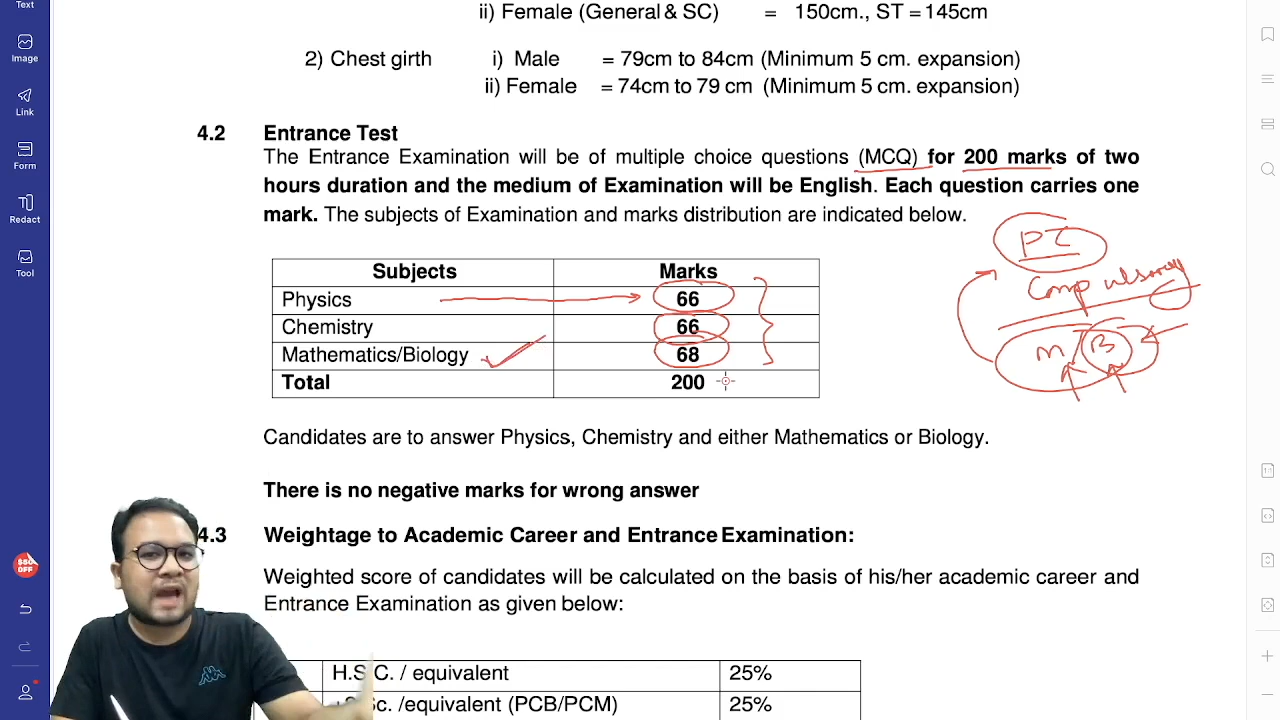 Text
Image
Link
Form
Redact
Tool
$80
OFF
ii) Female (General & SC) = 150cm., ST = 145cm
2) Chest girth i) Male = 79cm to 84cm (Minimum 5 cm. expansion)
ii) Female = 74cm to 79 cm (Minimum 5 cm. expansion)
4.2 Entrance Test
The Entrance Examination will be of multiple choice questions (MCQ) for 200 marks of two
hours duration and the medium of Examination will be English. Each question carries one
mark. The subjects of Examination and marks distribution are indicated below.
Subjects Marks
Physics 66
Chemistry 66
Mathematics/Biology 68
Total 200
Compulsory
M B
Candidates are to answer Physics, Chemistry and either Mathematics or Biology.
There is no negative marks for wrong answer
4.3 Weightage to Academic Career and Entrance Examination:
Weighted score of candidates will be calculated on the basis of his/her academic career and
Entrance Examination as given below:
H.S.C. / equivalent 25%
/equivalent (PCB/PCM) 25%